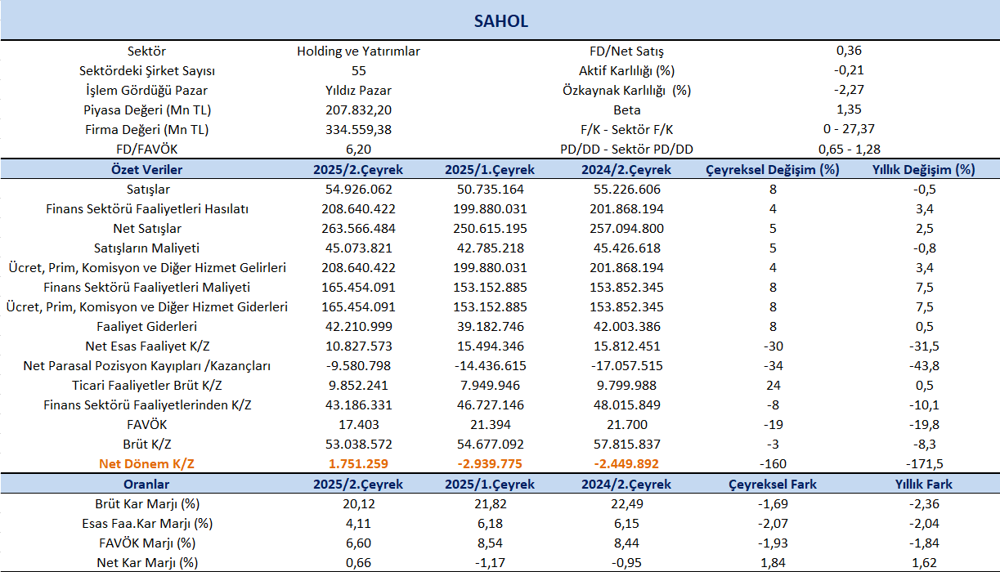 SAHOL
Sektör Holding ve Yatırımlar FD/Net Satış 0,36
Sektördeki Şirket Sayısı 55 Aktif Karlılığı (%) -0,21
İşlem Gördüğü Pazar Yıldız Pazar Özkaynak Karlılığı (%) -2,27
Piyasa Değeri (Mn TL) 207.832,20 Beta 1,35
Firma Değeri (Mn TL) 334.559,38 F/K - Sektör F/K 0 - 27,37
FD/FAVÖK 6,20 PD/DD - Sektör PD/DD 0,65 - 1,28
Özet Veriler 2025/2.Çeyrek 2025/1.Çeyrek 2024/2.Çeyrek Çeyreksel Değişim (%) Yıllık Değişim (%)
Satışlar 54.926.062 50.735.164 55.226.606 8 -0,5
Finans Sektörü Faaliyetleri Hasılatı 208.640.422 199.880.031 201.868.194 4 3,4
Net Satışlar 263.566.484 250.615.195 257.094.800 5 2,5
Satışların Maliyeti 45.073.821 42.785.218 45.426.618 5 -0,8
Ücret, Prim, Komisyon ve Diğer Hizmet Gelirleri 208.640.422 199.880.031 201.868.194 4 3,4
Finans Sektörü Faaliyetleri Maliyeti 165.454.091 153.152.885 153.852.345 8 7,5
Ücret, Prim, Komisyon ve Diğer Hizmet Giderleri 165.454.091 153.152.885 153.852.345 8 7,5
Faaliyet Giderleri 42.210.999 39.182.746 42.003.386 8 0,5
Net Esas Faaliyet K/Z 10.827.573 15.494.346 15.812.451 -30 -31,5
Net Parasal Pozisyon Kayıpları /Kazançları -9.580.798 -14.436.615 -17.057.515 -34 -43,8
Ticari Faaliyetler Brüt K/Z 9.852.241 7.949.946 9.799.988 24 0,5
Finans Sektörü Faaliyetlerinden K/Z 43.186.331 46.727.146 48.015.849 -8 -10,1
FAVÖK 17.403 21.394 21.700 -19 -19,8
Brüt K/Z 53.038.572 54.677.092 57.815.837 -3 -8,3
Net Dönem K/Z 1.751.259 -2.939.775 -2.449.892 -160 -171,5
Oranlar 2025/2.Çeyrek 2025/1.Çeyrek 2024/2.Çeyrek Çeyreksel Fark Yıllık Fark
Brüt Kar Marjı (%) 20,12 21,82 22,49 -1,69 -2,36
Esas Faa.Kar Marjı (%) 4,11 6,18 6,15 -2,07 -2,04
FAVÖK Marjı (%) 6,60 8,54 8,44 -1,93 -1,84
Net Kar Marjı (%) 0,66 -1,17 -0,95 1,84 1,62